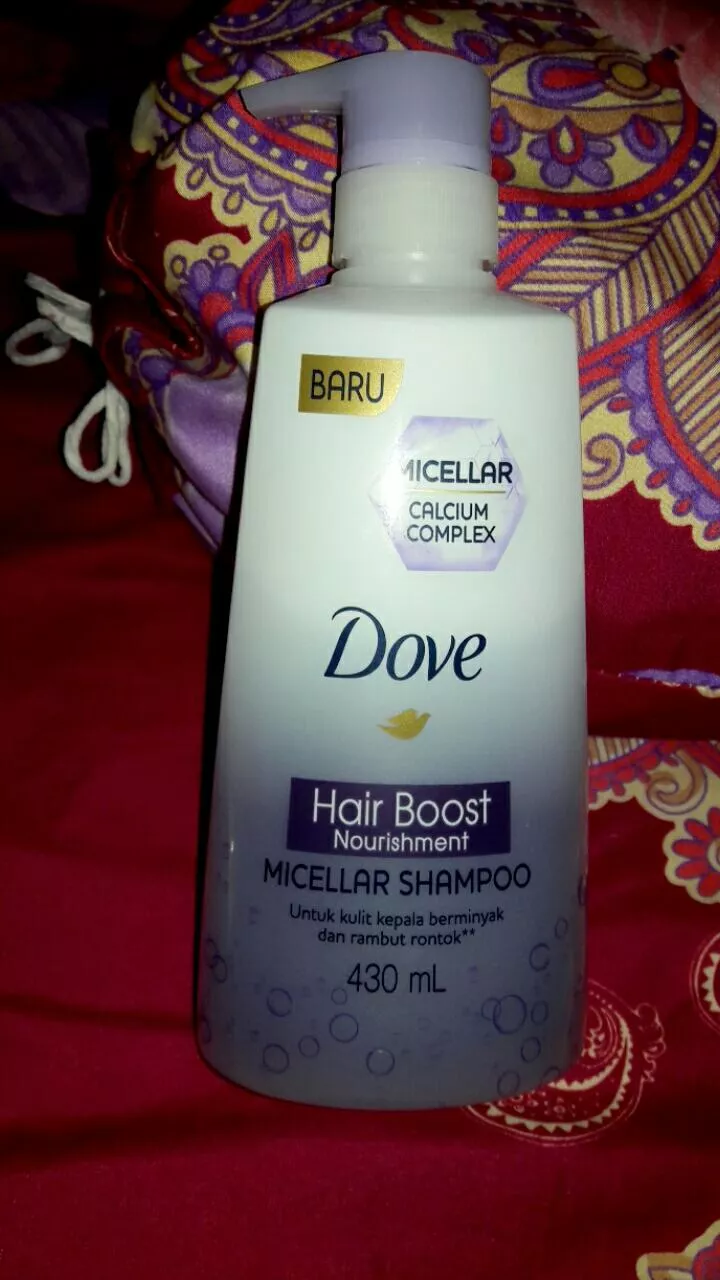 BARU
MICELLAR
CALCIUM
COMPLEX
Dove
Hair Boost
Nourishment
MICELLAR SHAMPOO
Untuk kulit kepala berminyak
dan rambut rontok**
430 mL